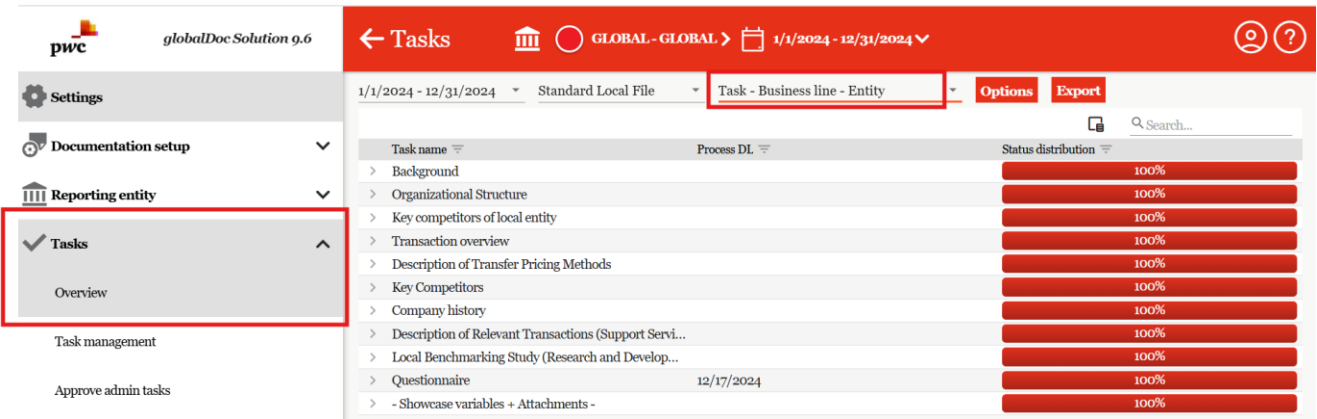 pwc
globalDoc Solution 9.6
Tasks GLOBAL - GLOBAL 1/1/2024 - 12/31/2024
Settings
Documentation setup
Reporting entity
Tasks
Overview
Task management
Approve admin tasks
1/1/2024 - 12/31/2024 Standard Local File Task - Business line - Entity Options Export
Search...
Task name Process DL Status distribution
Background 100%
Organizational Structure 100%
Key competitors of local entity 100%
Transaction overview 100%
Description of Transfer Pricing Methods 100%
Key Competitors 100%
Company history 100%
Description of Relevant Transactions (Support Servi... 100%
Local Benchmarking Study (Research and Develop... 100%
Questionnaire 12/17/2024 100%
- Showcase variables + Attachments - 100%